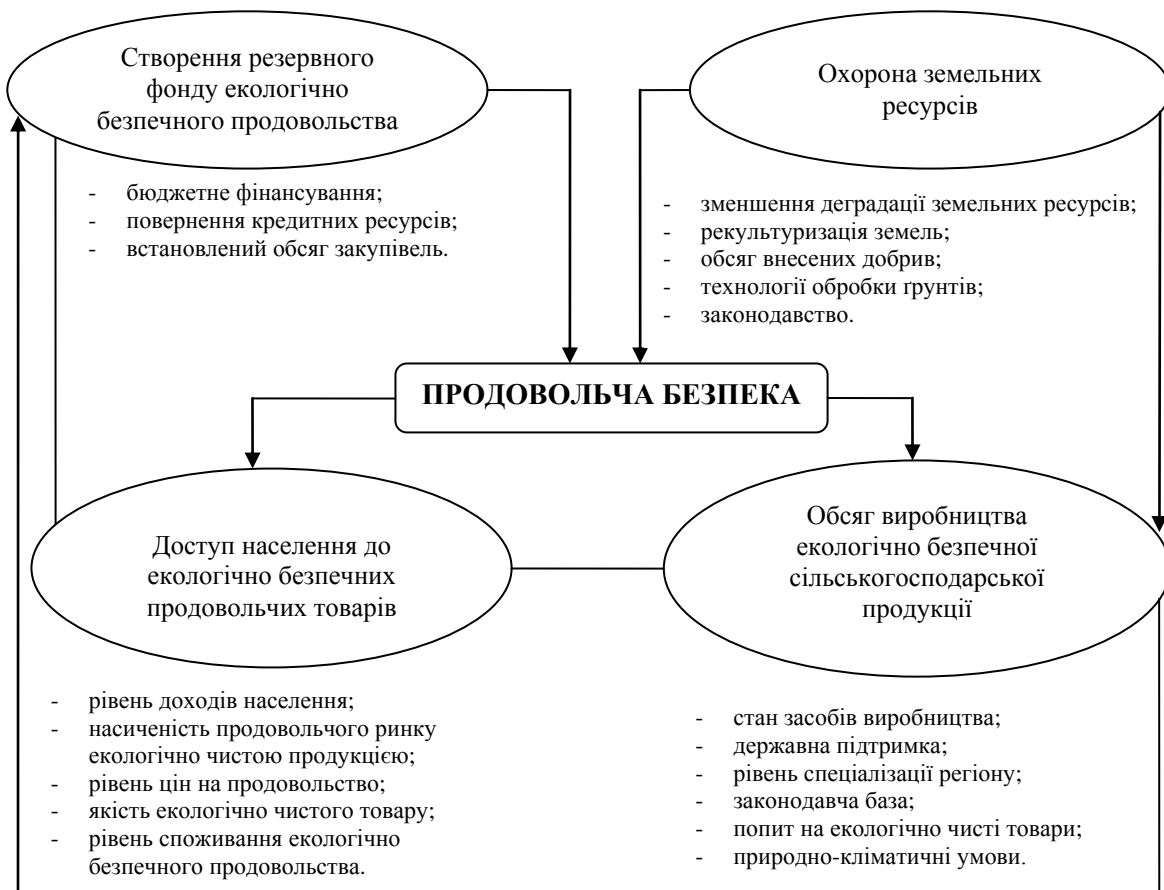 Створення резервного
фонду екологічно
безпечного продовольства
Охорона земельних
ресурсів
- бюджетне фінансування;
- повернення кредитних ресурсів;
- встановлений обсяг закупівель.
- зменшення деградації земельних ресурсів;
- рекультуризація земель;
- обсяг внесених добрив;
- технології обробки ґрунтів;
- законодавство.
ПРОДОВОЛЬЧА БЕЗПЕКА
Доступ населення до
екологічно безпечних
продовольчих товарів
Обсяг виробництва
екологічно безпечної
сільськогосподарської
продукції
- рівень доходів населення;
- насиченість продовольчого ринку
екологічно чистою продукцією;
- рівень цін на продовольство;
- якість екологічно чистого товару;
- рівень споживання екологічно
безпечного продовольства.
- стан засобів виробництва;
- державна підтримка;
- рівень спеціалізації регіону;
- законодавча база;
- попит на екологічно чисті товари;
- природно-кліматичні умови.